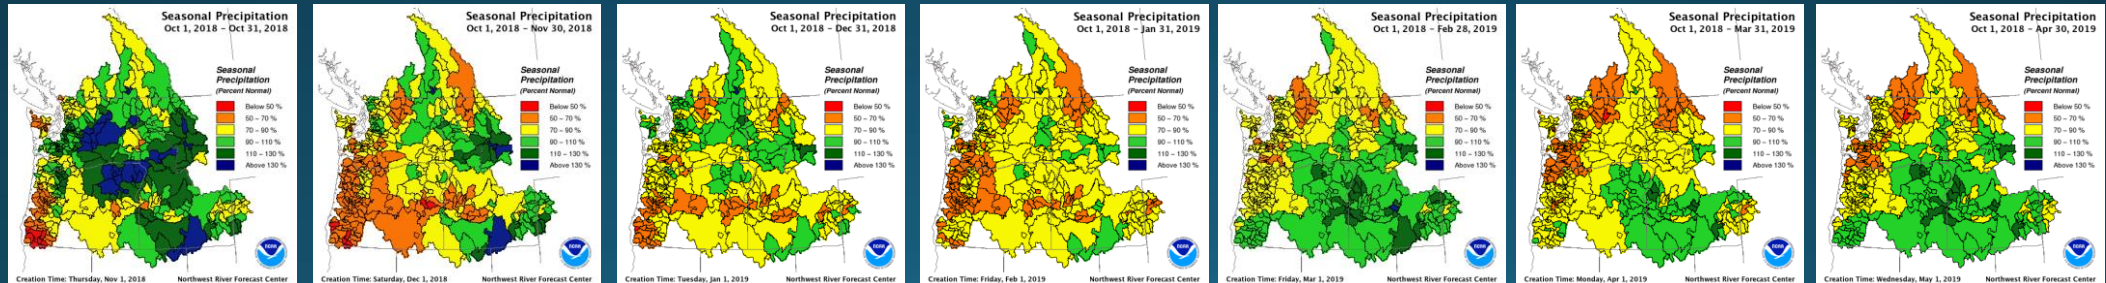 Seasonal Precipitation
Oct 1, 2018 - Oct 31, 2018
Seasonal
Precipitation
(Percent Normal)
Below 50 %
50 - 70 %
70 - 90 %
90 - 110 %
110 - 130 %
Above 130 %
NOAA
Creation Time: Thursday, Nov 1, 2018
Northwest River Forecast Center
Seasonal Precipitation
Oct 1, 2018 - Nov 30, 2018
Seasonal
Precipitation
(Percent Normal)
Below 50 %
50 - 70 %
70 - 90 %
90 - 110 %
110 - 130 %
Above 130 %
NOAA
Creation Time: Saturday, Dec 1, 2018
Northwest River Forecast Center
Seasonal Precipitation
Oct 1, 2018 - Dec 31, 2018
Seasonal
Precipitation
(Percent Normal)
Below 50 %
50 - 70 %
70 - 90 %
90 - 110 %
110 - 130 %
Above 130 %
NOAA
Creation Time: Tuesday, Jan 1, 2019
Northwest River Forecast Center
Seasonal Precipitation
Oct 1, 2018 - Jan 31, 2019
Seasonal
Precipitation
(Percent Normal)
Below 50 %
50 - 70 %
70 - 90 %
90 - 110 %
110 - 130 %
Above 130 %
NOAA
Creation Time: Friday, Feb 1, 2019
Northwest River Forecast Center
Seasonal Precipitation
Oct 1, 2018 - Feb 28, 2019
Seasonal
Precipitation
(Percent Normal)
Below 50 %
50 - 70 %
70 - 90 %
90 - 110 %
110 - 130 %
Above 130 %
NOAA
Creation Time: Friday, Mar 1, 2019
Northwest River Forecast Center
Seasonal Precipitation
Oct 1, 2018 - Mar 31, 2019
Seasonal
Precipitation
(Percent Normal)
Below 50 %
50 - 70 %
70 - 90 %
90 - 110 %
110 - 130 %
Above 130 %
NOAA
Creation Time: Monday, Apr 1, 2019
Northwest River Forecast Center
Seasonal Precipitation
Oct 1, 2018 - Apr 30, 2019
Seasonal
Precipitation
(Percent Normal)
Below 50 %
50 - 70 %
70 - 90 %
90 - 110 %
110 - 130 %
Above 130 %
NOAA
Creation Time: Wednesday, May 1, 2019
Northwest River Forecast Center